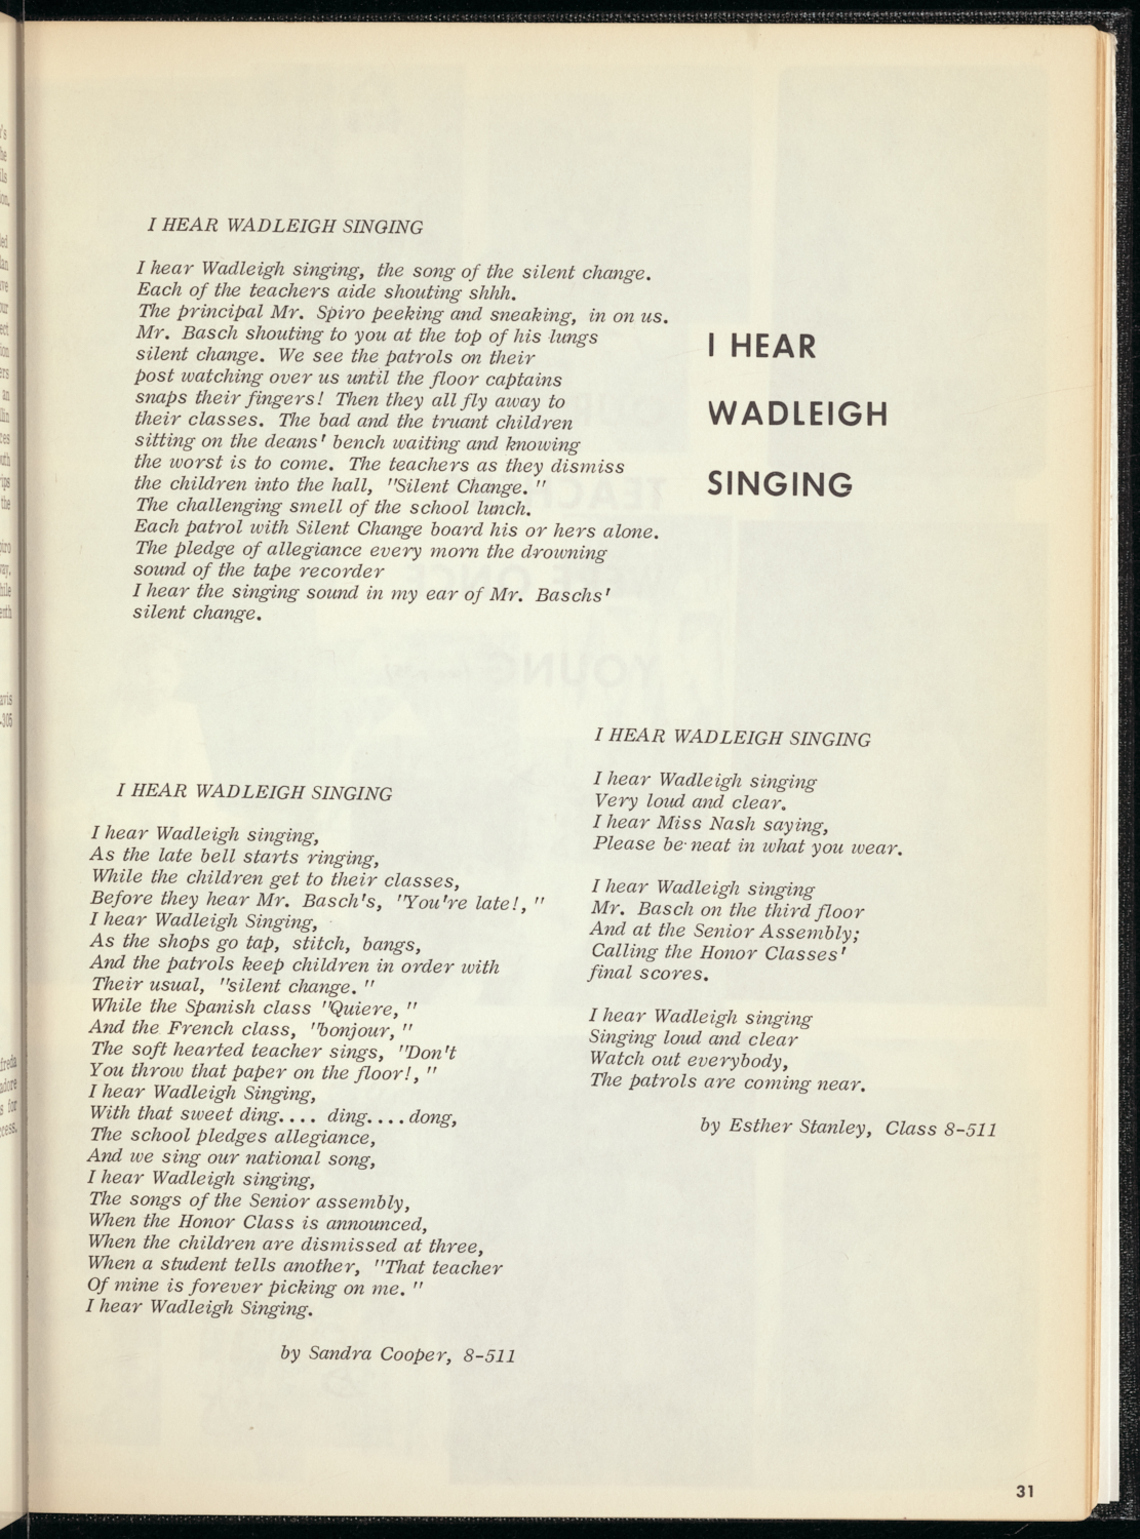 I HEAR WADLEIGH SINGING
I hear Wadleigh singing, the song of the silent change.
Each of the teachers aide shouting shhh.
The principal Mr. Spiro peeking and sneaking, in on us.
Mr. Basch shouting to you at the top of his lungs
silent change. We see the patrols on their
post watching over us until the floor captains
snaps their fingers! Then they all fly away to
their classes. The bad and the truant children
sitting on the deans' bench waiting and knowing
the worst is to come. The teachers as they dismiss
the children into the hall, "Silent Change. "
The challenging smell of the school lunch.
Each patrol with Silent Change board his or hers alone.
The pledge of allegiance every morn the drowning
sound of the tape recorder
I hear the singing sound in my ear of Mr. Baschs'
silent change.
I HEAR
WADLEIGH
SINGING
I HEAR WADLEIGH SINGING
I hear Wadleigh singing,
As the late bell starts ringing,
While the children get to their classes,
Before they hear Mr. Basch's, "You're late!, "
I hear Wadleigh Singing,
As the shops go tap, stitch, bangs,
And the patrols keep children in order with
Their usual, "silent change. "
While the Spanish class "Quiere, "
And the French class, "bonjour, "
The soft hearted teacher sings, "Don't
You throw that paper on the floor!, "
I hear Wadleigh Singing,
With that sweet ding.... ding....dong,
The school pledges allegiance,
And we sing our national song,
I hear Wadleigh singing,
The songs of the Senior assembly,
When the Honor Class is announced,
When the children are dismissed at three,
When a student tells another, "That teacher
Of mine is forever picking on me. "
I hear Wadleigh Singing.
by Sandra Cooper, 8-511
I HEAR WADLEIGH SINGING
I hear Wadleigh singing
Very loud and clear.
I hear Miss Nash saying,
Please be neat in what you wear.
I hear Wadleigh singing
Mr. Basch on the third floor
And at the Senior Assembly;
Calling the Honor Classes'
final scores.
I hear Wadleigh singing
Singing loud and clear
Watch out everybody,
The patrols are coming near.
by Esther Stanley, Class 8-511
31